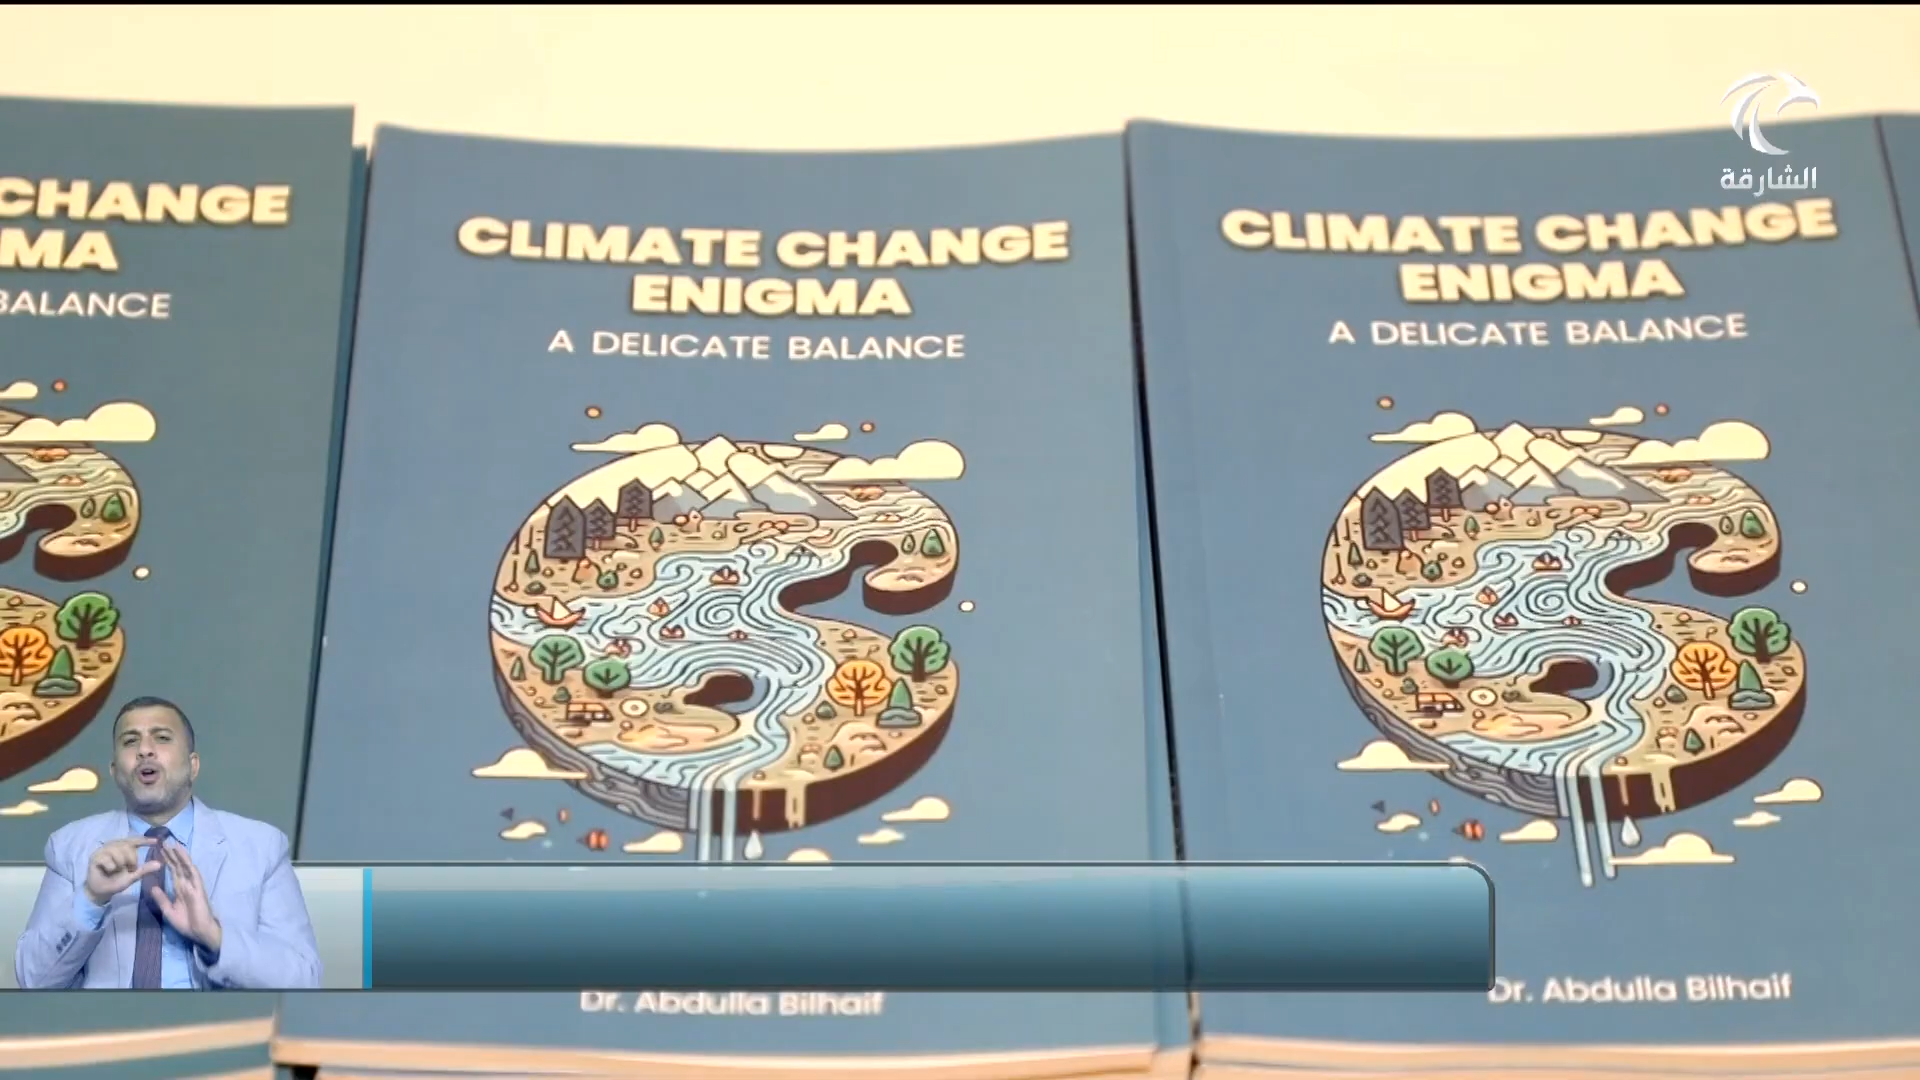 الشارقة
CHANGE
MA
BALANCE
CLIMATE CHANGE
ENIGMA
A DELICATE BALANCE
Dr. Abdulla Bilhaif
CLIMATE CHANGE
ENIGMA
A DELICATE BALANCE
Dr. Abdulla Bilhaif